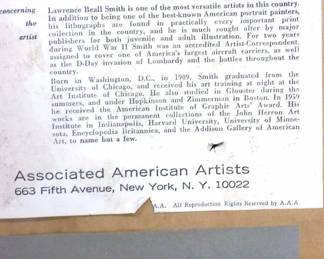 concerning
the
artist
Lawrence Beall Smith is one of the most versatile artists in this country.
In addition to being one of the best-known American portrait painters,
his lithographs are found in practically every important print
collection in the country, and he is much sought after by major
publishers for both juvenile and adult illustration. For two years
during World War II Smith was an accredited Artist-Correspondent,
assigned to cover one of America's largest aircraft carriers, as well
as the D-Day invasion of Lombardy and the battles throughout the
country.
Born in Washington, D.C., in 1909, Smith graduated from the
University of Chicago, and received his art training at night at the
Art Institute of Chicago. He also studied in Glouster during the
summers, and under Hopkinson and Zimmerman in Boston. In 1959
he received the American Institute of Graphic Arts' Award. His
works are in the permanent collections of the John Herron Art
Institute in Indianapolis, Harvard University, University of Minne-
sota, Encyclopedia Britannica, and the Addison Gallery of American
Art, to name but a few.
Associated American Artists
663 Fifth Avenue, New York, N. Y. 10022
A.A. All Reproduction Rights Reserved by A.A.A